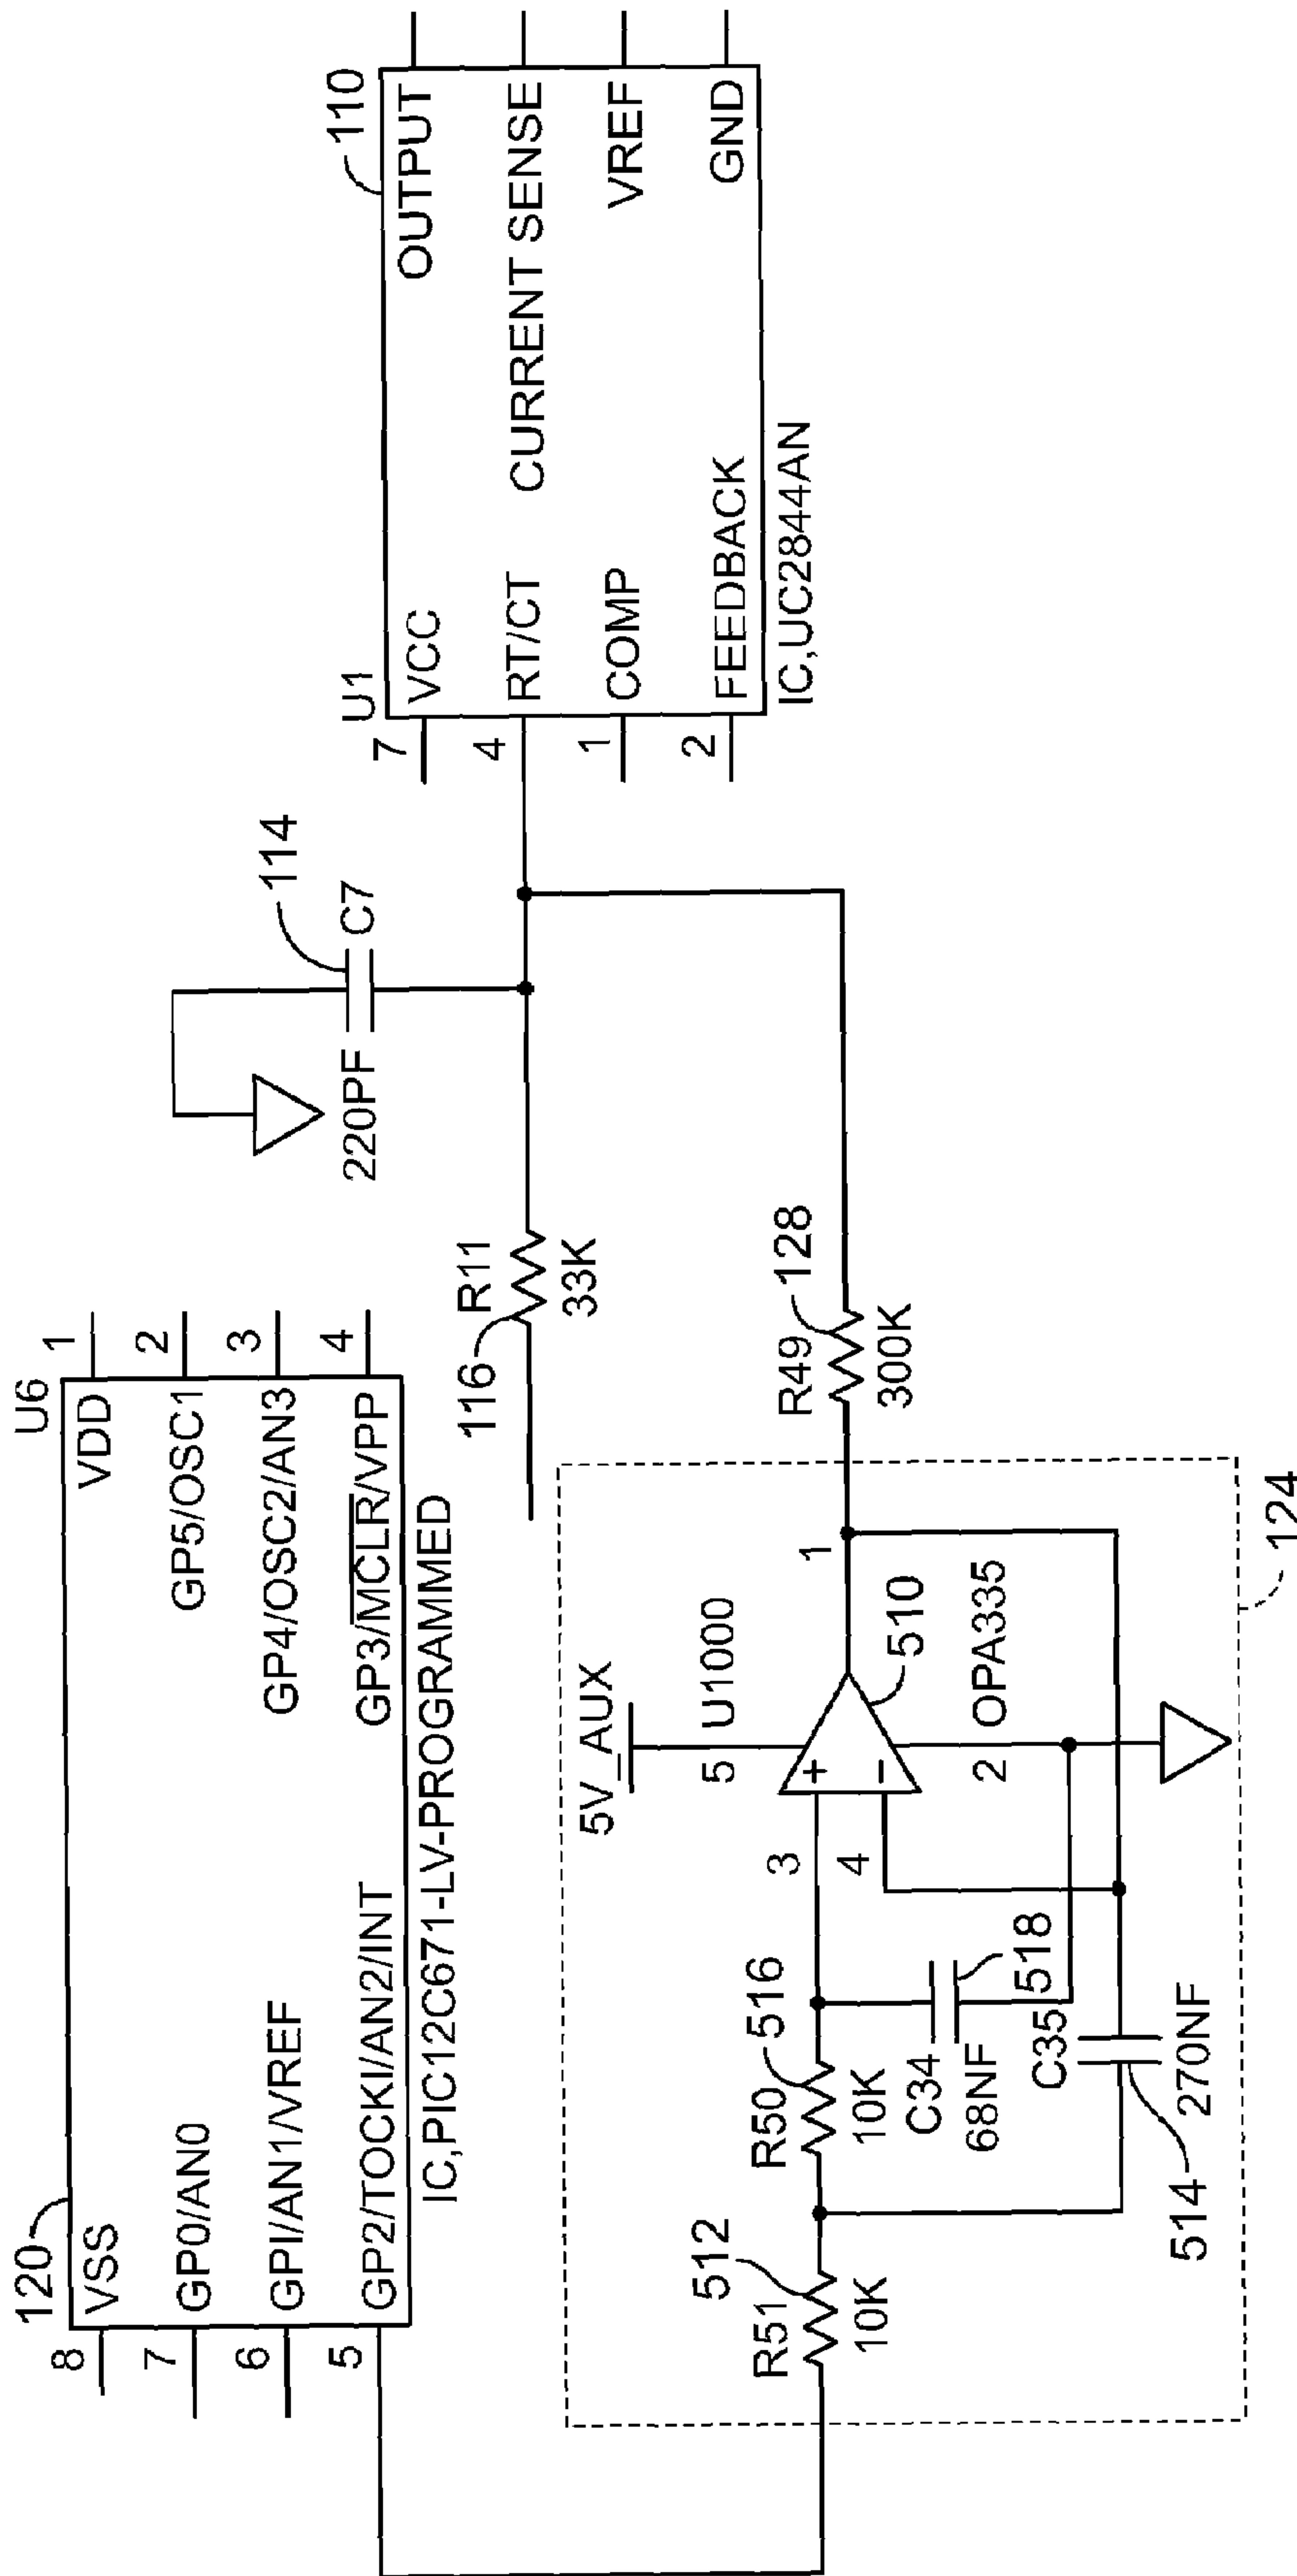 120
U6
8
VSS
VDD
1
7
GP0/AN0
GP5/OSC1
2
6
GPI/AN1/VREF
GP4/OSC2/AN3
3
5
GP2/TOCKI/AN2/INT
GP3/MCLR/VPP
4
IC,PIC12C671-LV-PROGRAMMED
114
220PF
C7
116
R11
33K
U1
110
7
VCC
OUTPUT
4
RT/CT
CURRENT SENSE
1
COMP
VREF
2
FEEDBACK
GND
IC,UC2844AN
5V_AUX
512
R51
10K
R50
516
10K
3
4
5
U1000
1
510
OPA335
2
C34
68NF
518
C35
270NF
514
R49
128
300K
124